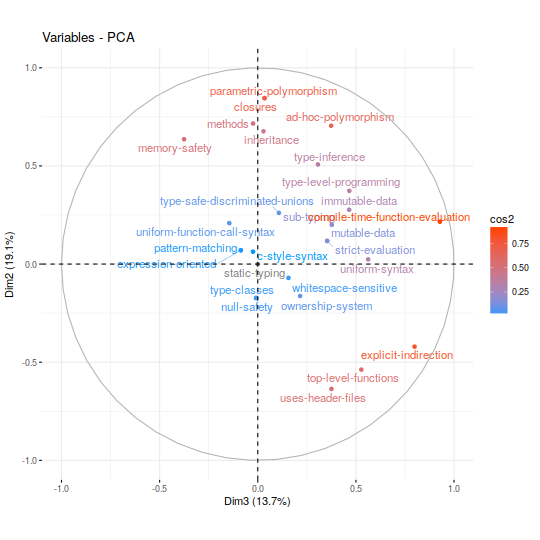 Variables - PCA
1.0
parametric-polymorphism
closures
ad-hoc-polymorphism
methods
inheritance
memory-safety
type-inference
0.5
type-level-programming
type-safe-discriminated-unions
immutable-data
compile-time-function-evaluation
cos2
uniform-function-call-syntax
mutable-data
0.75
pattern-matching
strict-evaluation
c-style-syntax
0.50
expression-oriented
0.0
static-typing
uniform-syntax
0.25
type-classes
whitespace-sensitive
null-safety
ownership-system
explicit-indirection
-0.5
top-level-functions
uses-header-files
-1.0
-1.0 -0.5 0.0 0.5 1.0
Dim3 (13.7%)
Dim2 (19.1%)